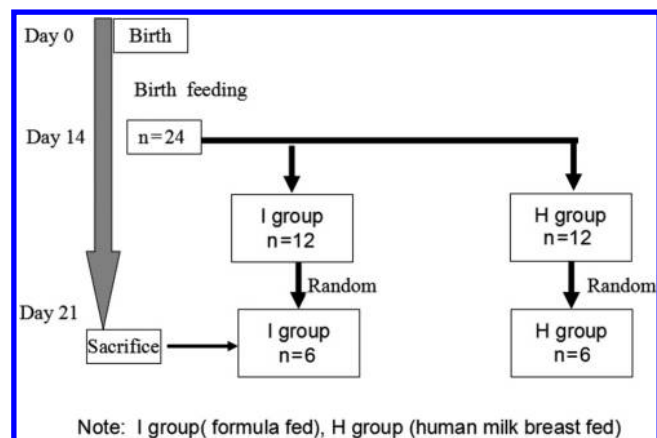 Day 0
Birth
Birth feeding
Day 14
n=24
I group
n=12
H group
n=12
Random
Random
Day 21
Sacrifice
I group
n=6
H group
n=6
Note: I group( formula fed), H group (human milk breast fed)